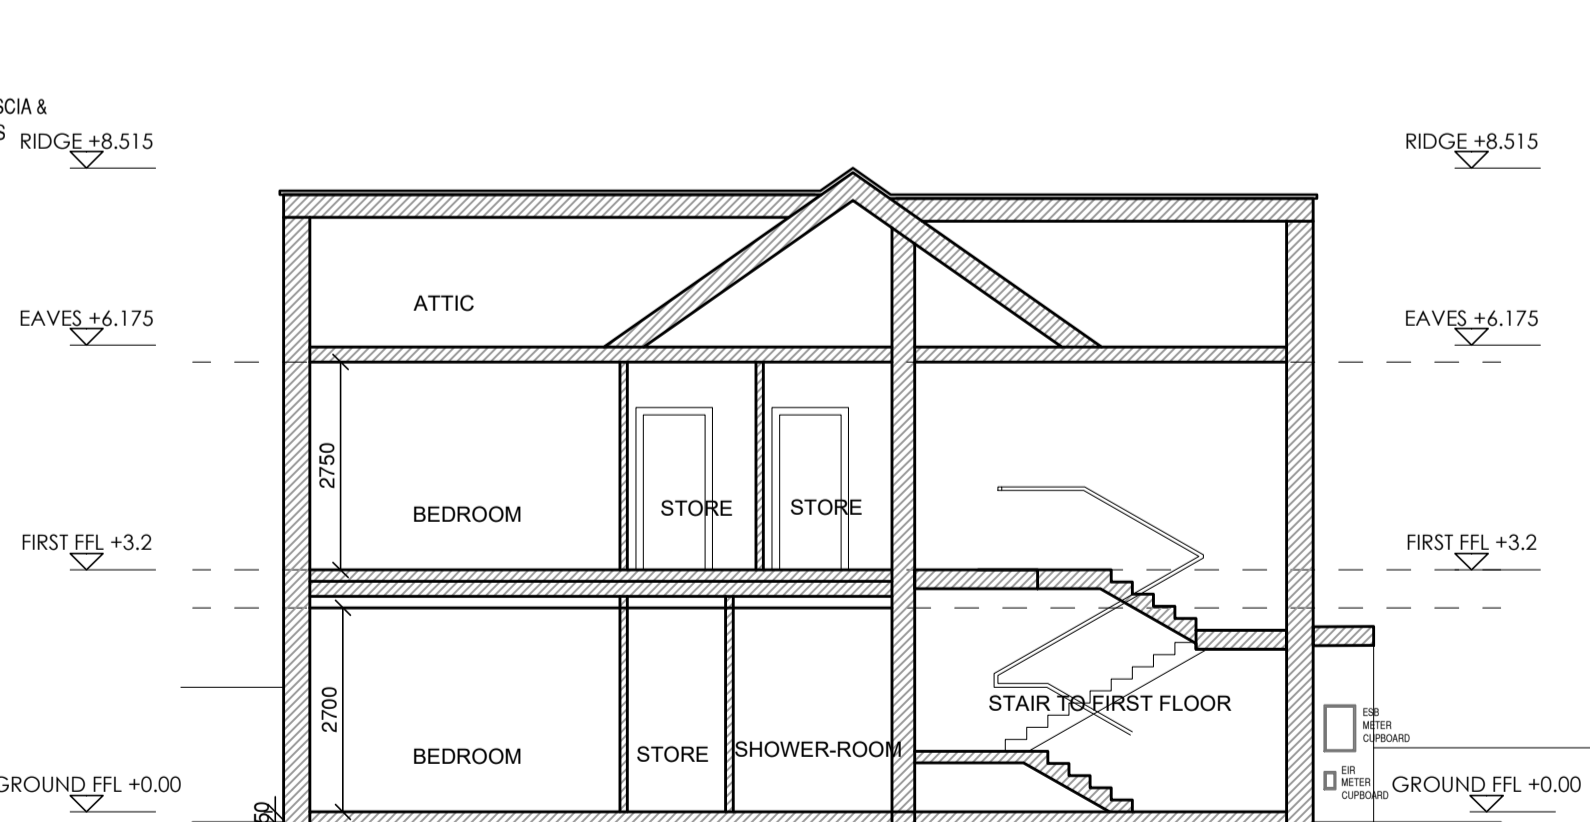 SCIA &
S
RIDGE +8.515
RIDGE +8.515
ATTIC
EAVES +6.175
EAVES +6.175
2750
BEDROOM
STORE
STORE
FIRST FFL +3.2
FIRST FFL +3.2
2700
STAIR TO FIRST FLOOR
ESB
METER
CUPBOARD
BEDROOM
STORE
SHOWER-ROOM
EIR
METER
CUPBOARD
GROUND FFL +0.00
GROUND FFL +0.00